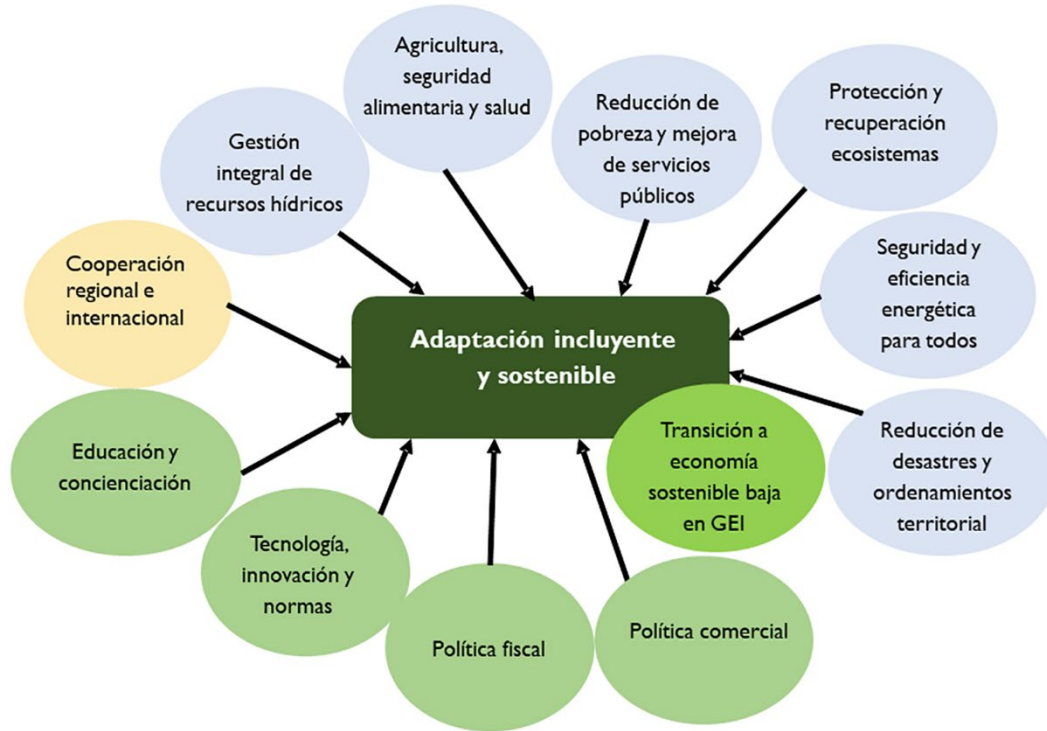 Agricultura,
seguridad
alimentaria y salud
Reducción de
pobreza y mejora
de servicios
públicos
Protección y
recuperación
ecosistemas
Gestión
integral de
recursos hídricos
Cooperación
regional e
internacional
Seguridad y
eficiencia
energética
para todos
Adaptación incluyente
y sostenible
Educación y
concienciación
Transición a
economía
sostenible baja
en GEI
Reducción de
desastres y
ordenamientos
territorial
Tecnología,
innovación y
normas
Política fiscal
Política comercial